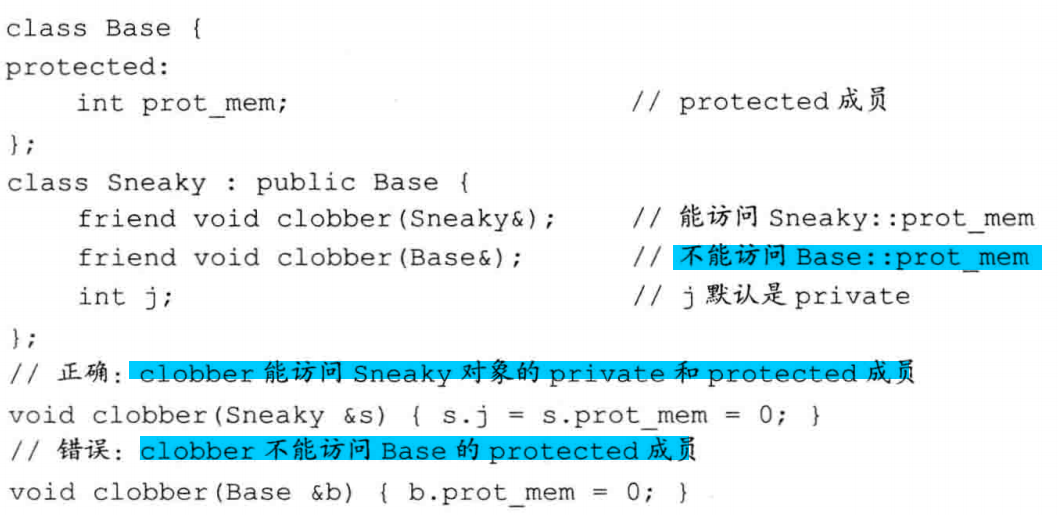 class Base {
protected:
    int prot_mem;                    // protected 成员
};
class Sneaky : public Base {
    friend void clobber(Sneaky&);    // 能访问 Sneaky::prot_mem
    friend void clobber(Base&);      // 不能访问 Base::prot_mem
    int j;                           // j 默认是 private
};
// 正确: clobber 能访问 Sneaky 对象的 private 和 protected 成员
void clobber(Sneaky &s) { s.j = s.prot_mem = 0; }
// 错误: clobber 不能访问 Base 的 protected 成员
void clobber(Base &b) { b.prot_mem = 0; }